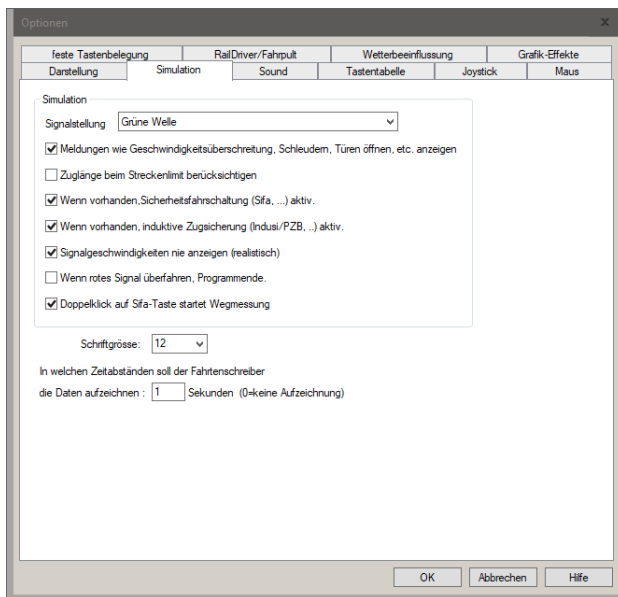 Optionen
feste Tastenbelegung RailDriver/Fahrpult Wetterbeeinflussung Grafik-Effekte
Darstellung Simulation Sound Tastentabelle Joystick Maus
Simulation
Signalstellung Grüne Welle
Meldungen wie Geschwindigkeitsüberschreitung, Schleudern, Türen öffnen, etc. anzeigen
Zuglänge beim Streckenlimit berücksichtigen
Wenn vorhanden,Sicherheitsfahrschaltung (Sifa, ...) aktiv.
Wenn vorhanden, induktive Zugsicherung (Indusi/PZB, ..) aktiv.
Signalgeschwindigkeiten nie anzeigen (realistisch)
Wenn rotes Signal überfahren, Programmende.
Doppelklick auf Sifa-Taste startet Wegmessung
Schriftgrösse: 12
In welchen Zeitabständen soll der Fahrtenschreiber
die Daten aufzeichnen : 1 Sekunden (0=keine Aufzeichnung)
OK Abbrechen Hilfe